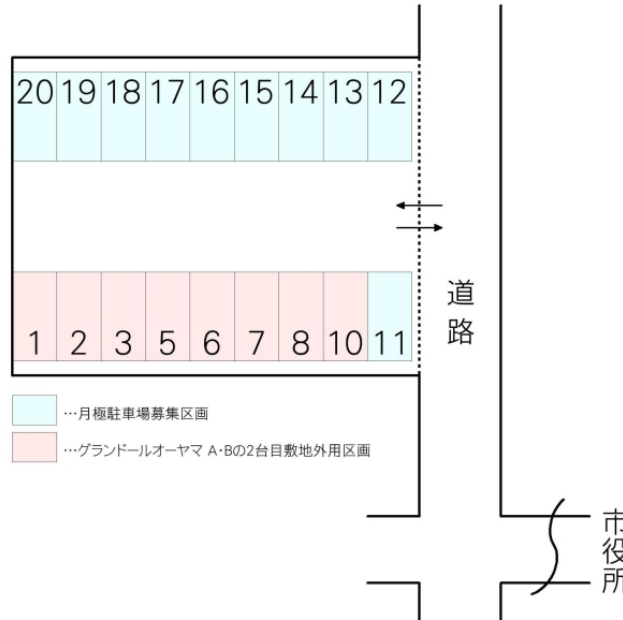 20 19 18 17 16 15 14 13 12
1 2 3 5 6 7 8 10 11
道路
…月極駐車場募集区画
…グランドールオーヤマ A・Bの2台目敷地外用区画
市役所